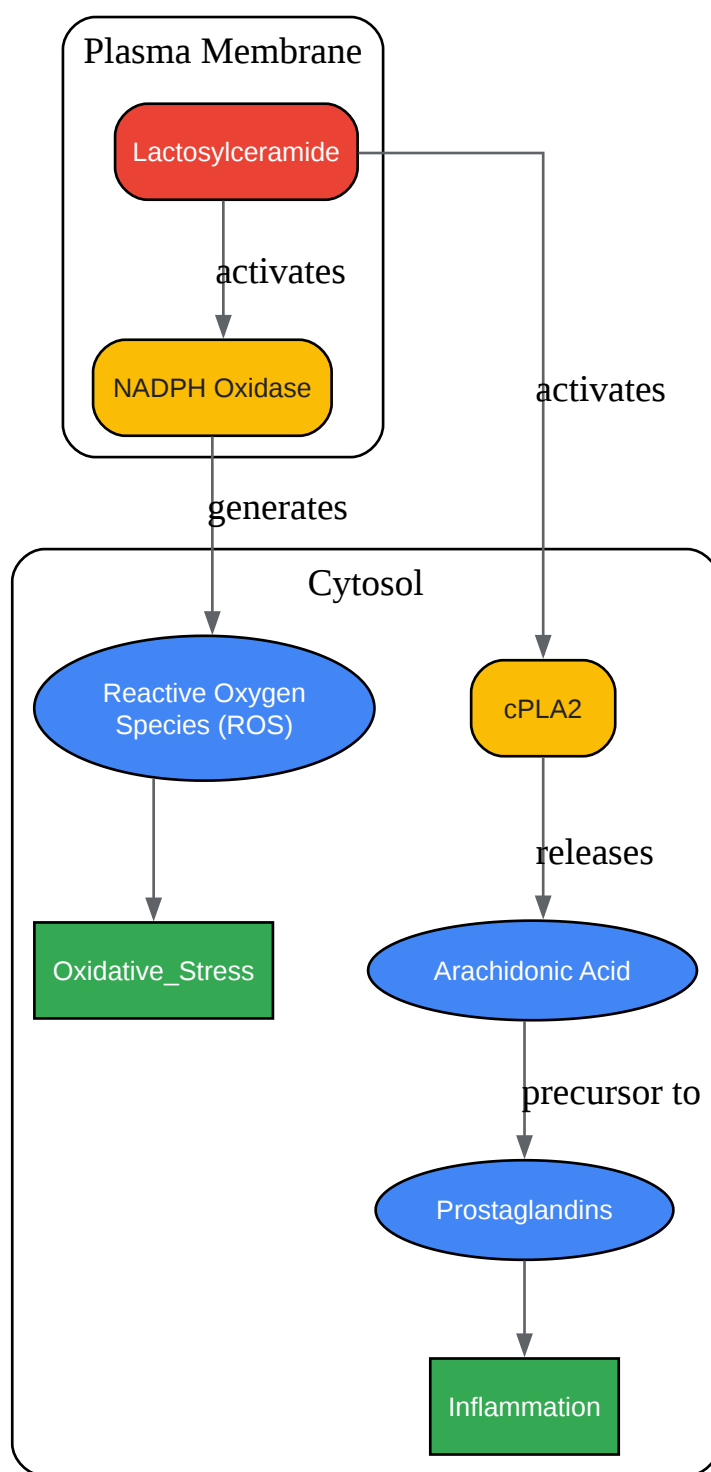 Plasma Membrane
Lactosylceramide
activates
NADPH Oxidase
activates
generates
Cytosol
Reactive Oxygen
Species (ROS)
cPLA2
releases
Oxidative_Stress
Arachidonic Acid
precursor to
Prostaglandins
Inflammation